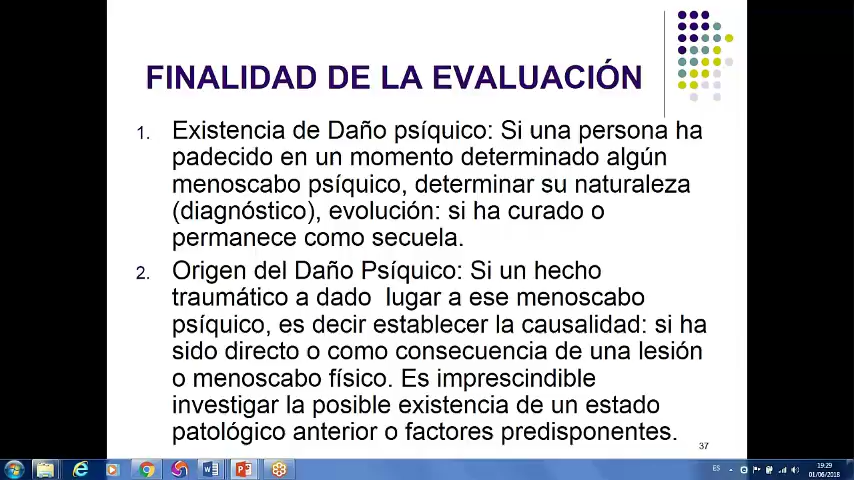 FINALIDAD DE LA EVALUACIÓN
1. Existencia de Daño psíquico: Si una persona ha
padecido en un momento determinado algún
menoscabo psíquico, determinar su naturaleza
(diagnóstico), evolución: si ha curado o
permanece como secuela.
2. Origen del Daño Psíquico: Si un hecho
traumático a dado lugar a ese menoscabo
psíquico, es decir establecer la causalidad: si ha
sido directo o como consecuencia de una lesión
o menoscabo físico. Es imprescindible
investigar la posible existencia de un estado
patológico anterior o factores predisponentes.
37
ES
19:29
01/06/2018